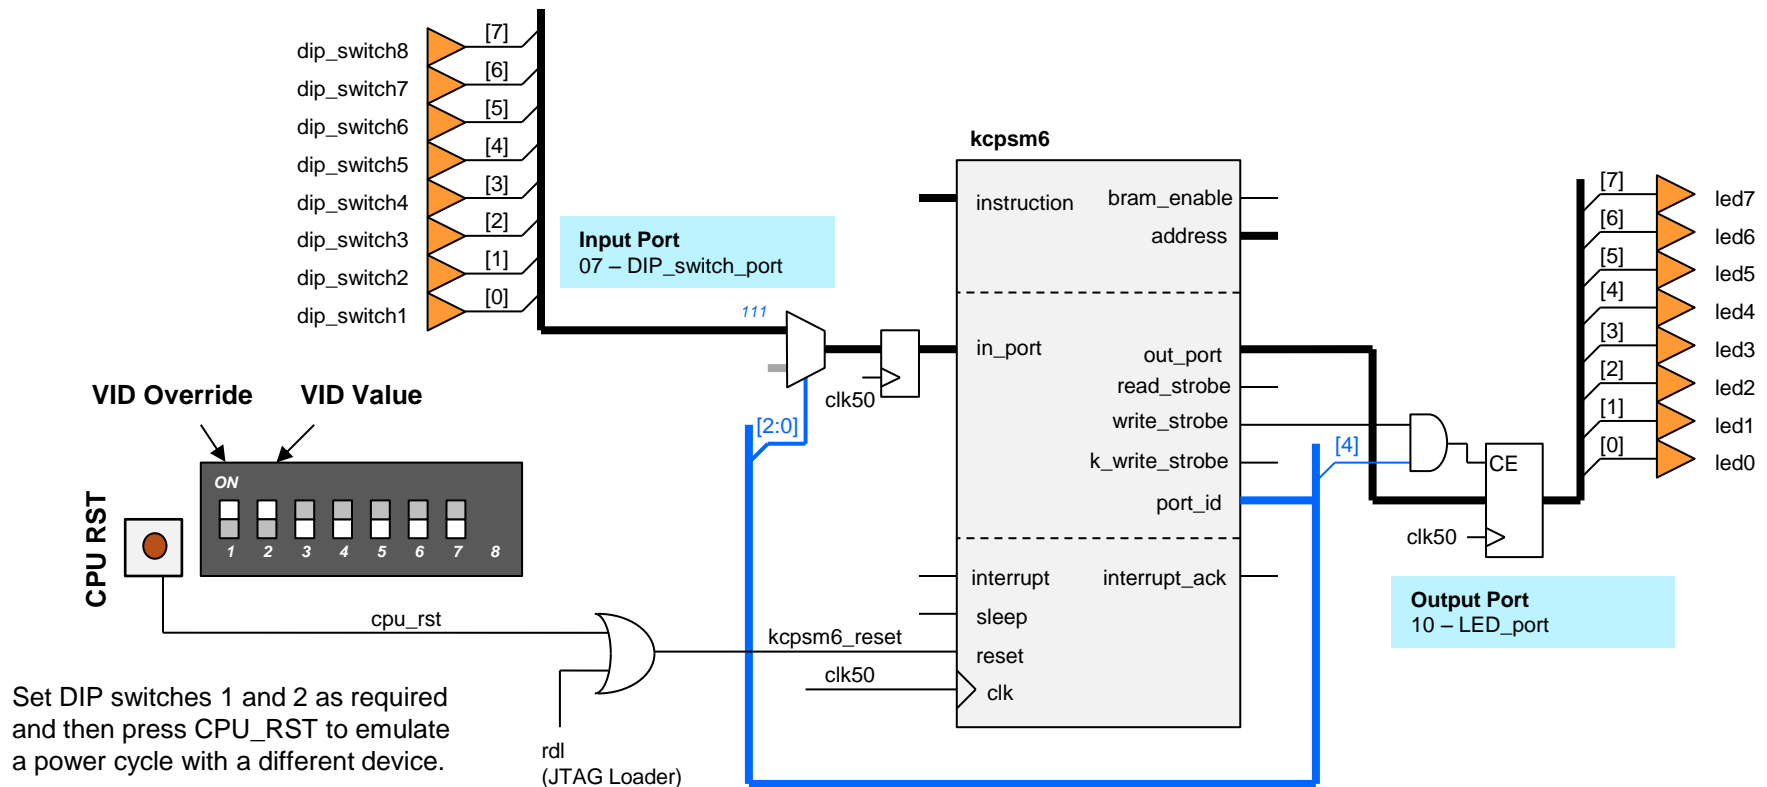 dip_switch8
[7]
dip_switch7
[6]
dip_switch6
[5]
dip_switch5
[4]
dip_switch4
[3]
dip_switch3
[2]
dip_switch2
[1]
dip_switch1
[0]
Input Port
07 – DIP_switch_port
111
clk50
[2:0]
kcpsm6
instruction
bram_enable
address
in_port
out_port
read_strobe
write_strobe
k_write_strobe
port_id
interrupt
interrupt_ack
sleep
reset
clk
[4]
CE
clk50
[7]
led7
[6]
led6
[5]
led5
[4]
led4
[3]
led3
[2]
led2
[1]
led1
[0]
led0
Output Port
10 – LED_port
VID Override
VID Value
ON
1 2 3 4 5 6 7 8
CPU RST
cpu_rst
kcpsm6_reset
clk50
rdl
(JTAG Loader)
Set DIP switches 1 and 2 as required
and then press CPU_RST to emulate
a power cycle with a different device.